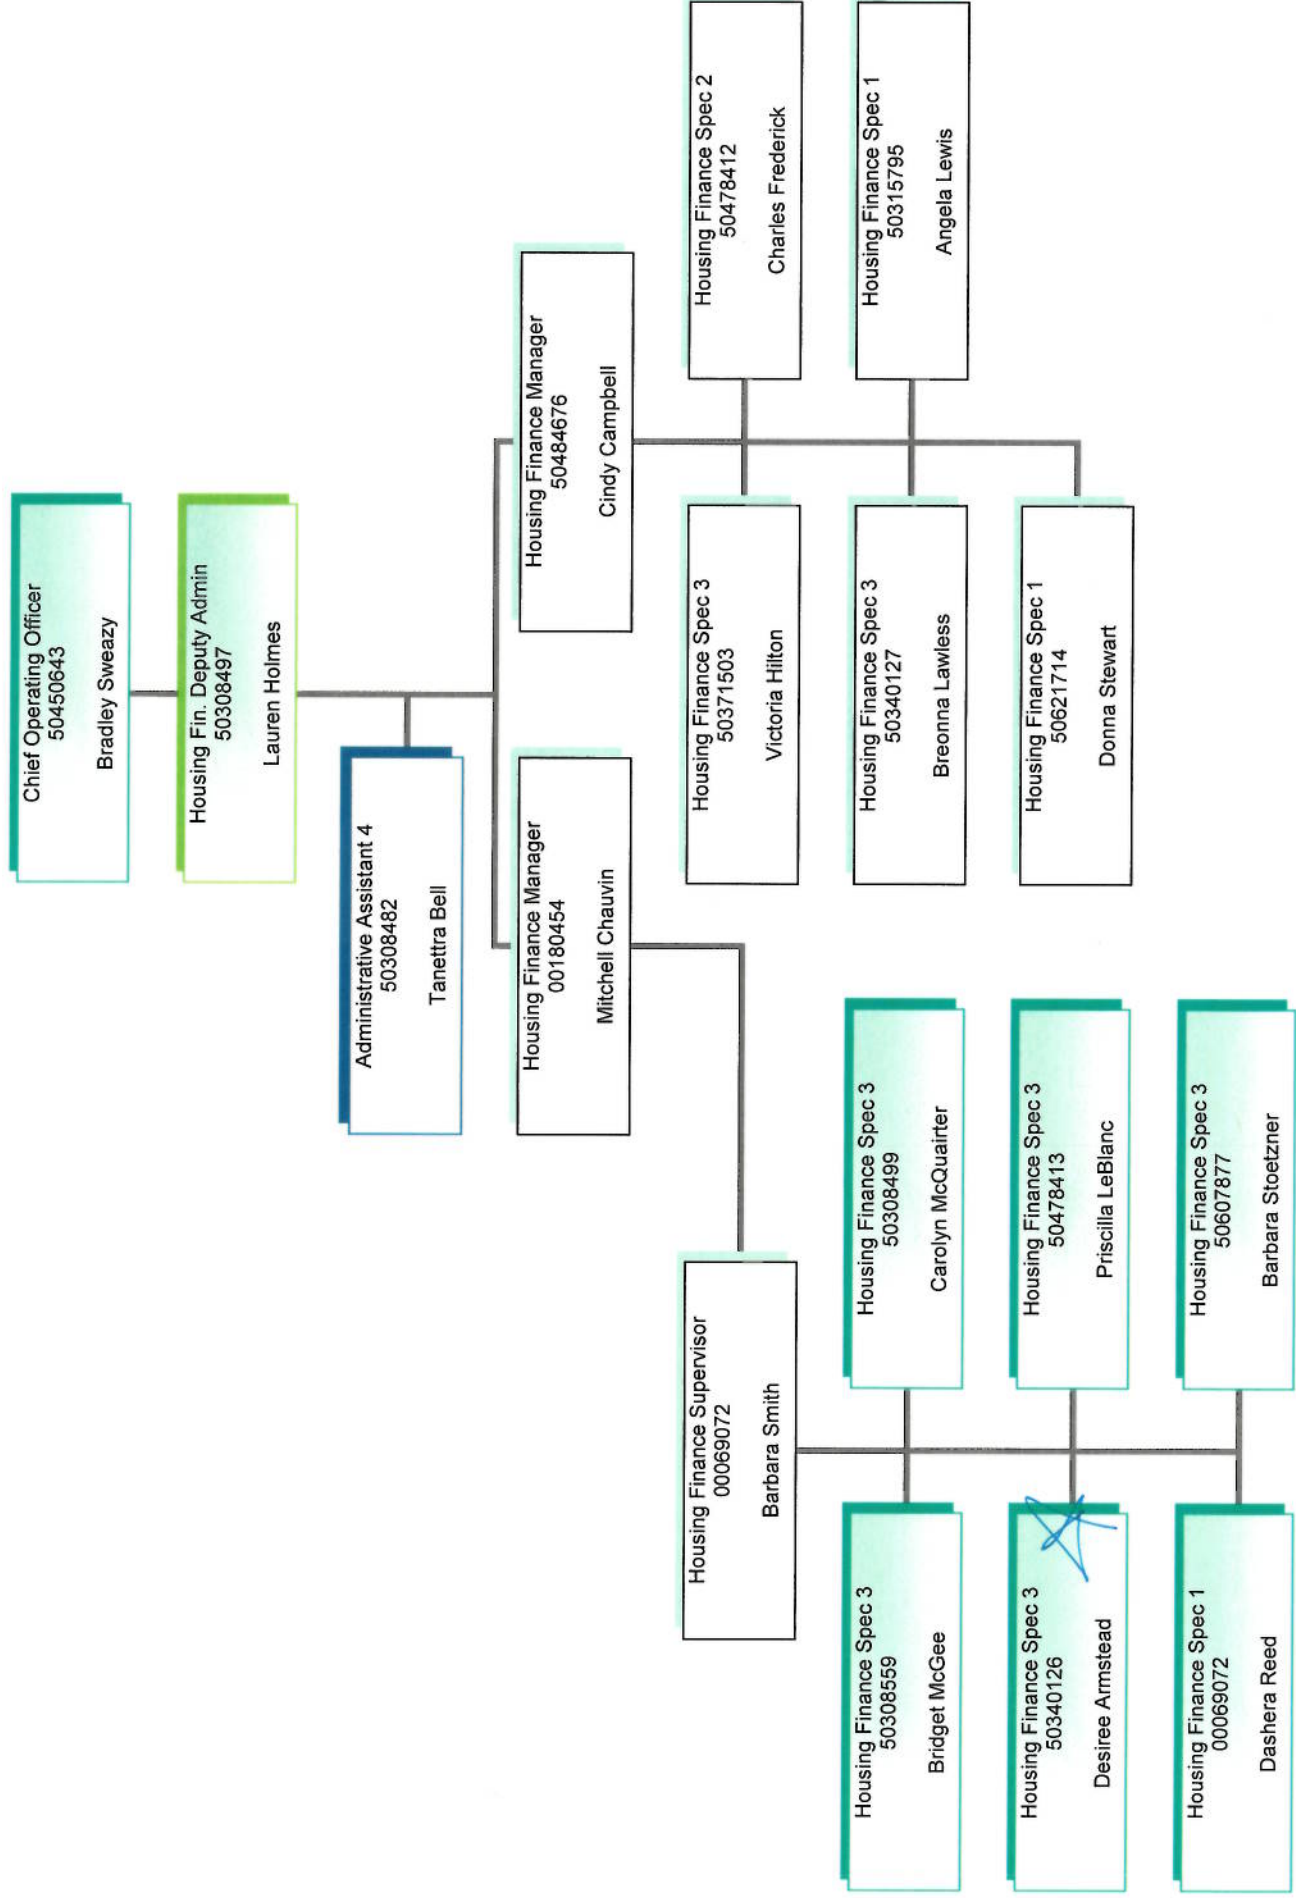 Chief Operating Officer
50450643
Bradley Sweazy
Housing Fin. Deputy Admin
50308497
Lauren Holmes
Administrative Assistant 4
50308482
Tanettra Bell
Housing Finance Manager
00180454
Mitchell Chauvin
Housing Finance Manager
50484676
Cindy Campbell
Housing Finance Supervisor
00069072
Barbara Smith
Housing Finance Spec 3
50371503
Victoria Hilton
Housing Finance Spec 2
50478412
Charles Frederick
Housing Finance Spec 3
50308559
Bridget McGee
Housing Finance Spec 3
50308499
Carolyn McQuairter
Housing Finance Spec 3
50340127
Breonna Lawless
Housing Finance Spec 1
50315795
Angela Lewis
Housing Finance Spec 3
50340126
Desiree Armstead
Housing Finance Spec 3
50478413
Priscilla LeBlanc
Housing Finance Spec 1
50621714
Donna Stewart
Housing Finance Spec 1
00069072
Dashera Reed
Housing Finance Spec 3
50607877
Barbara Stoetzner